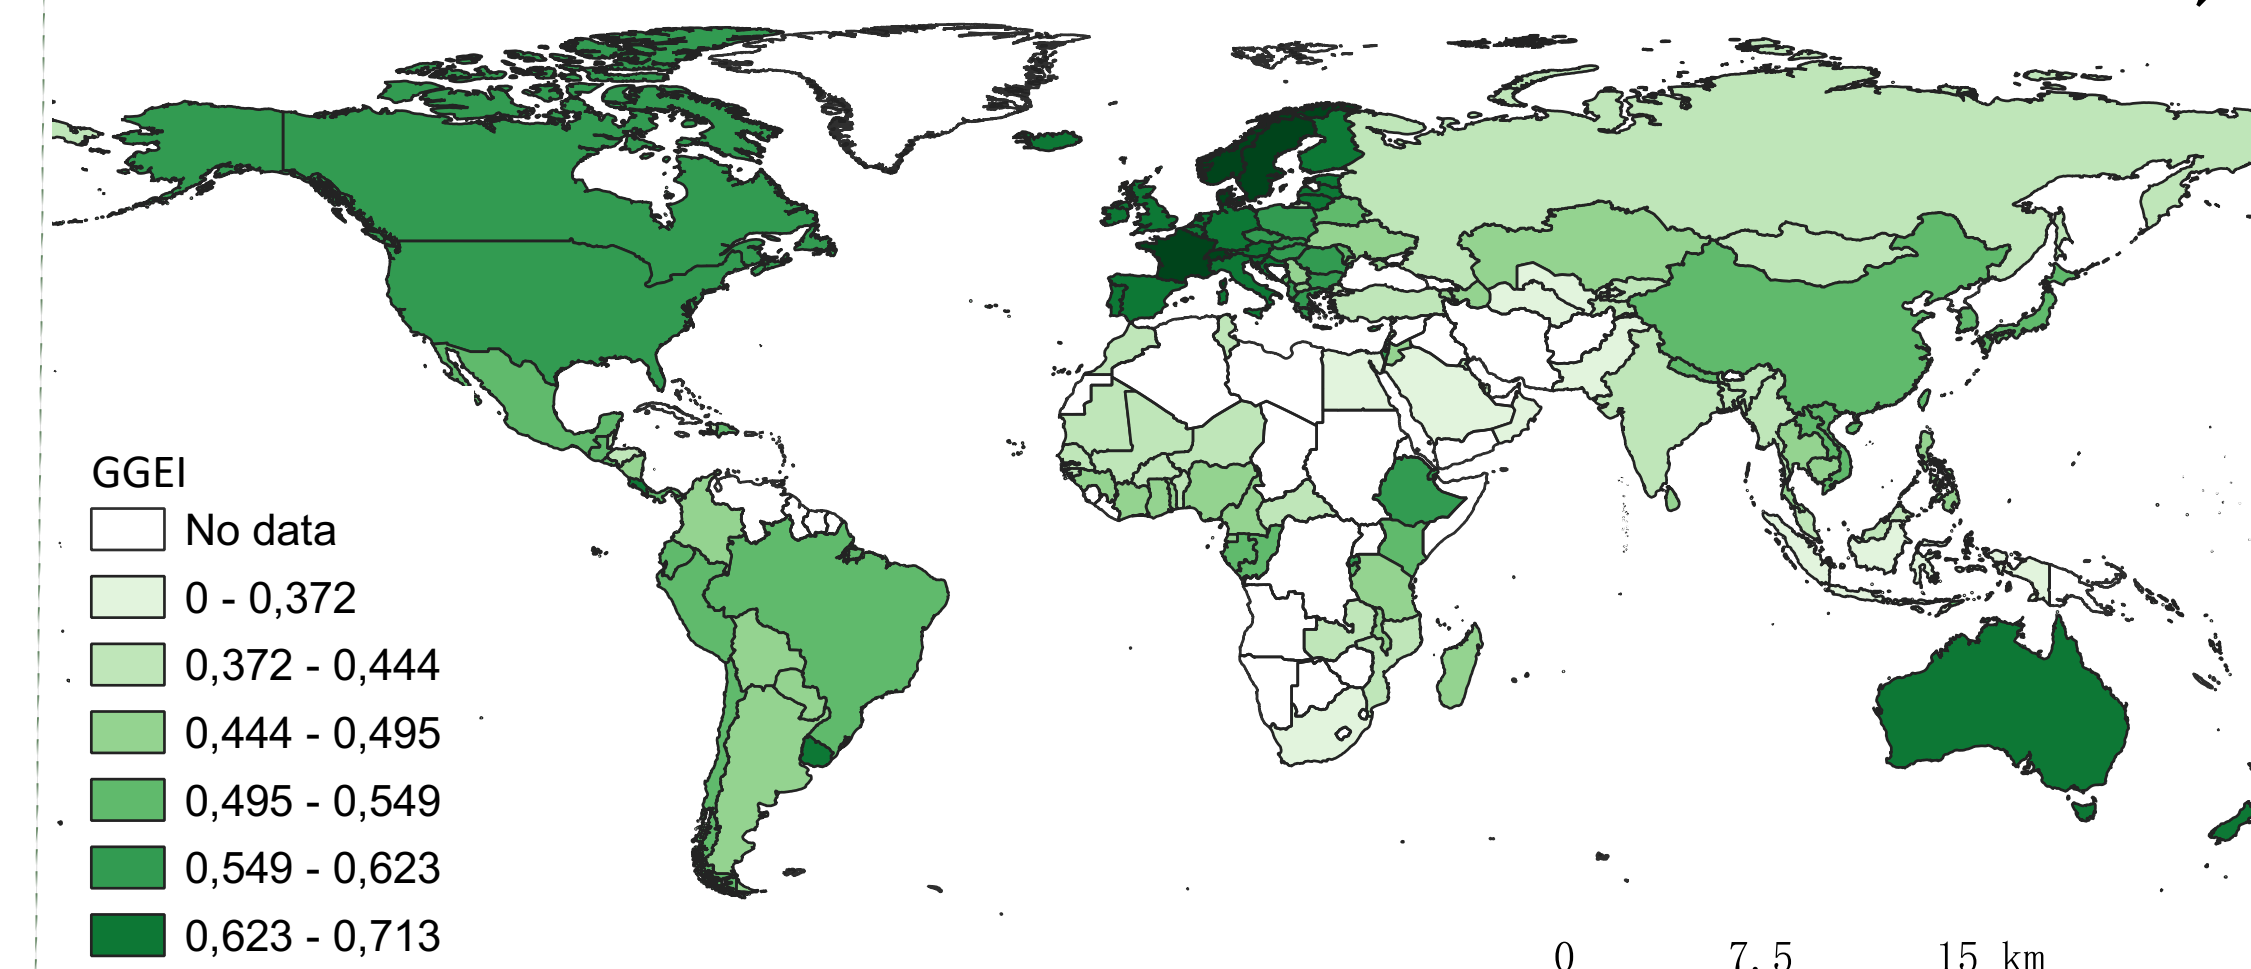 GGEI
No data
0 - 0,372
0,372 - 0,444
0,444 - 0,495
0,495 - 0,549
0,549 - 0,623
0,623 - 0,713
0 7.5 15 km